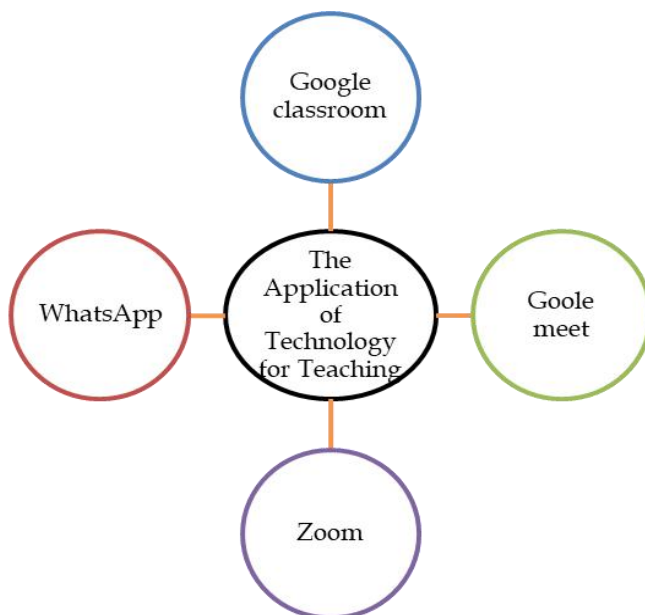 Google
classroom
WhatsApp
The
Application
of
Technology
for Teaching
Goole
meet
Zoom